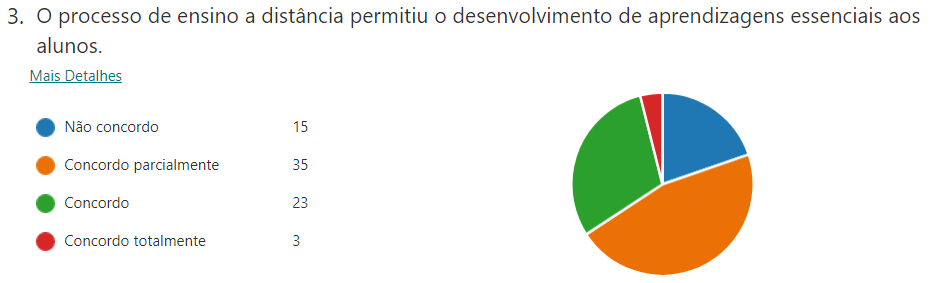 3. O processo de ensino a distância permitiu o desenvolvimento de aprendizagens essenciais aos
alunos.
Mais Detalhes
Não concordo 15
Concordo parcialmente 35
Concordo 23
Concordo totalmente 3